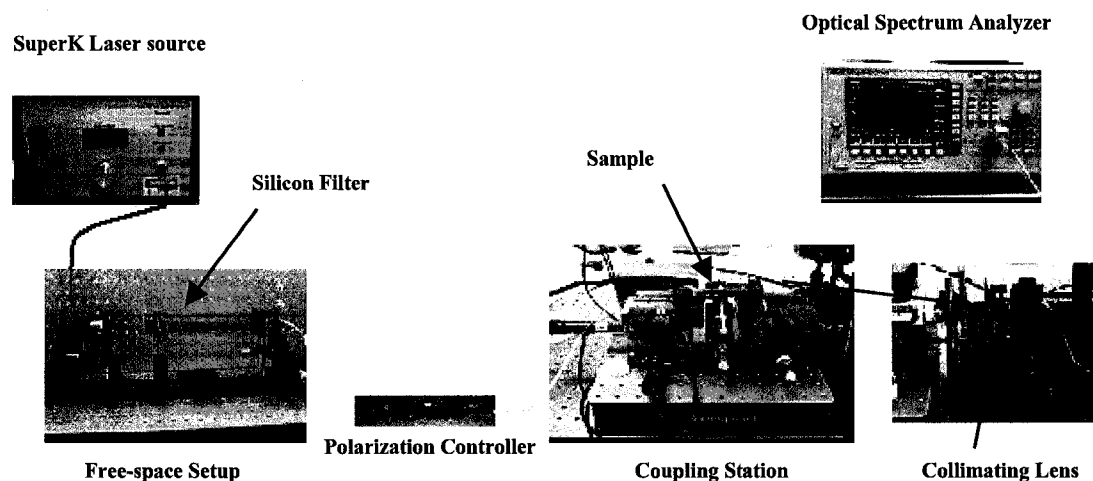 Optical Spectrum Analyzer
SuperK Laser source
Sample
Silicon Filter
Polarization Controller
Free-space Setup
Coupling Station
Collimating Lens